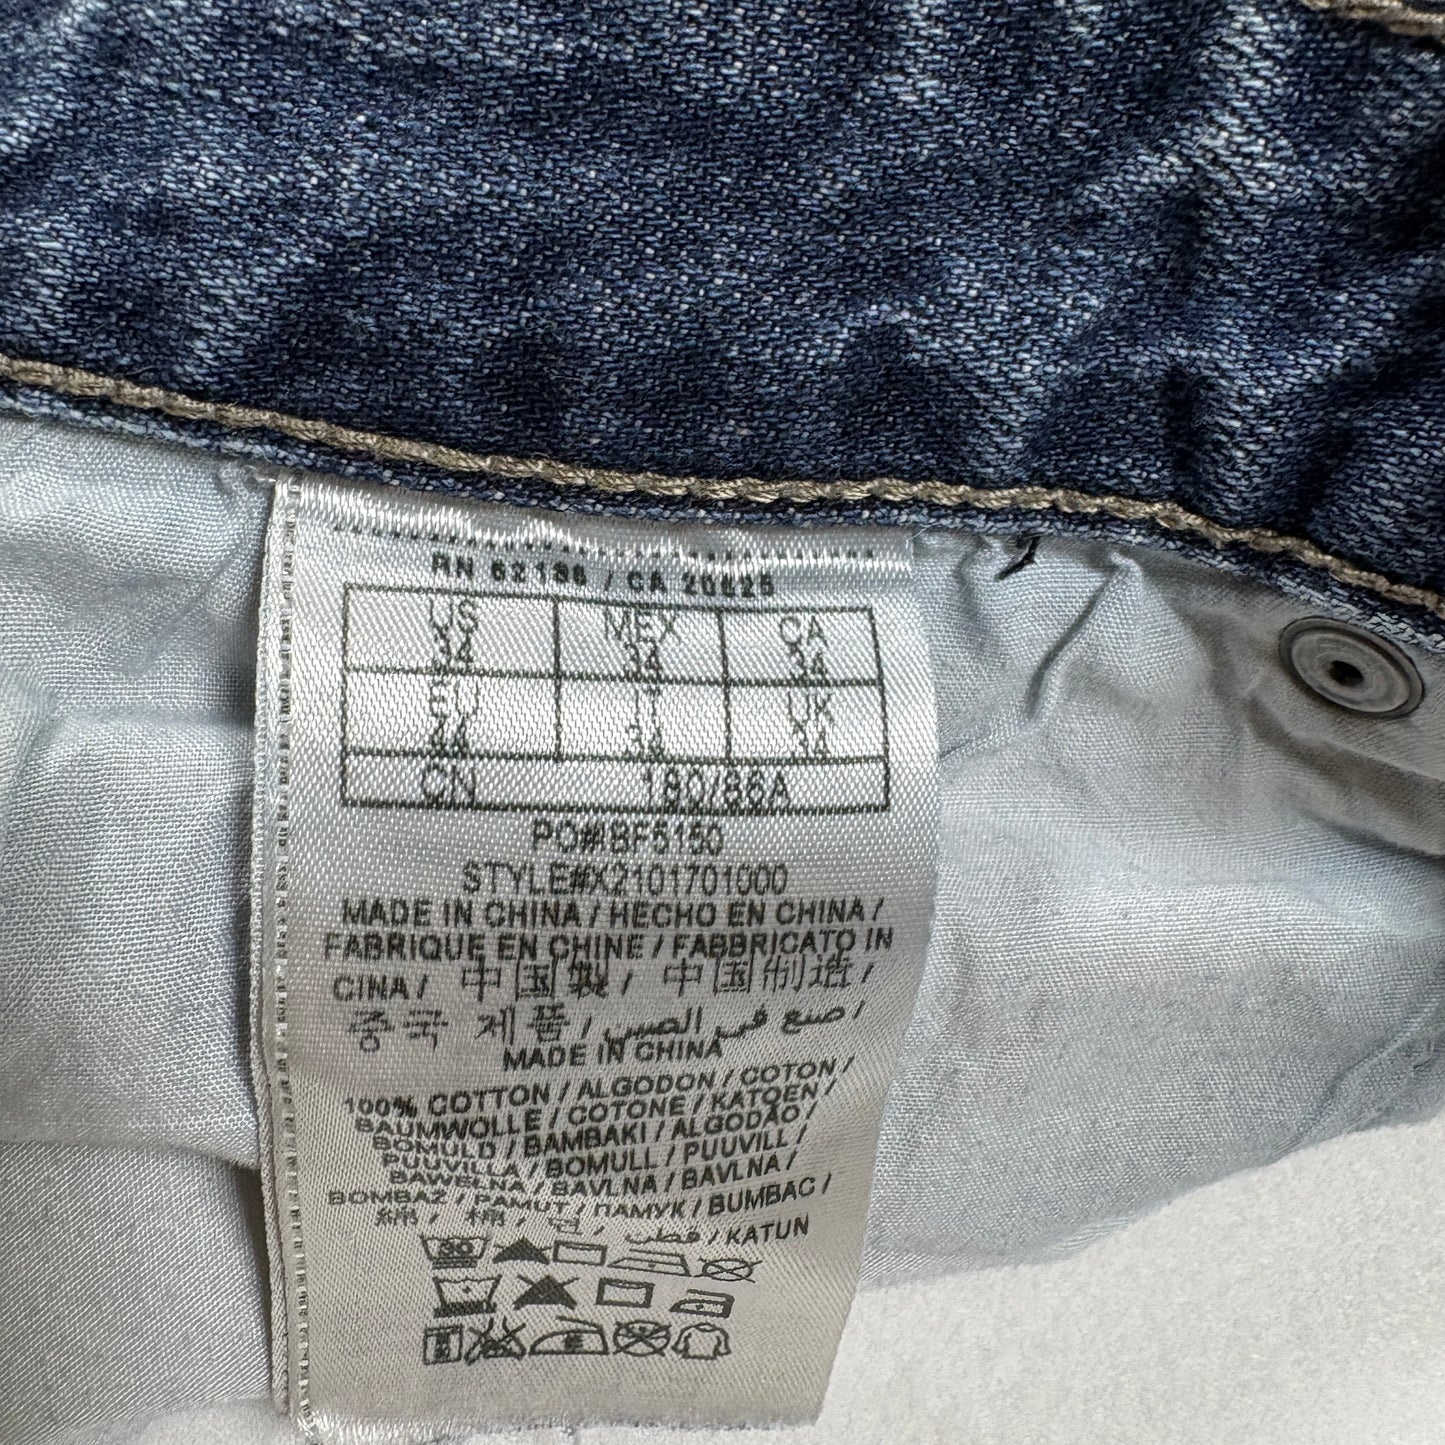 RN 62136 / CA 20625
US MEX CA
34 34 34
EU IT UK
44 34 34
CN 180/86A
PO#IBF5150
STYLE#X2101701000
MADE IN CHINA / HECHO EN CHINA /
FABRIQUE EN CHINE / FABBRICATO IN
CINA / 中国製 / 中国制造 /
중국 제품 / صنع في الصين /
MADE IN CHINA
100% COTTON / ALGODON / COTON /
BAUMWOLLE / COTONE / KATOEN /
BOMULD / BAMBAKI / ALGODÃO /
PUUVILLA / BOMULL / PUUVILL /
BAWEŁNA / BAVLNA / BAVLNA /
BOMBAŽ / PAMUT / ПАМУК / BUMBAC /
綿 / 棉 / 면 / قطن / KATUN